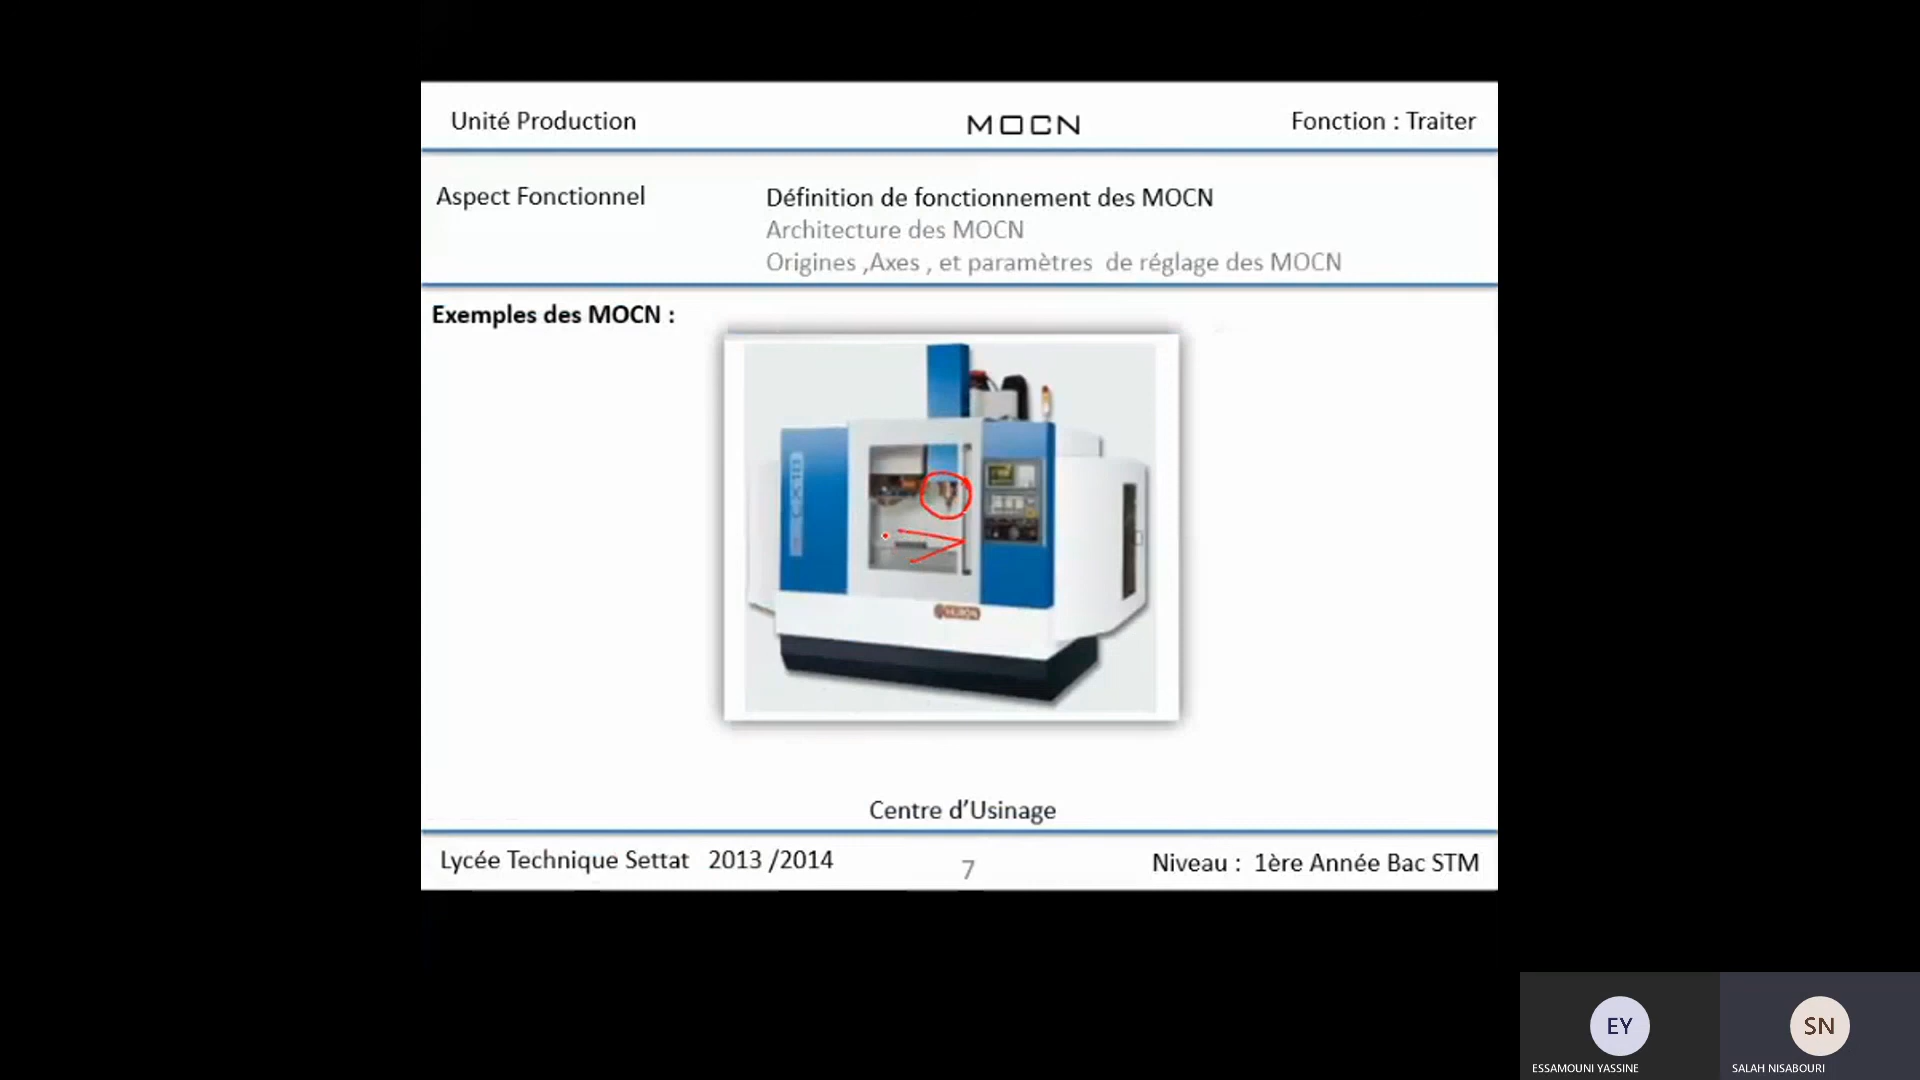 Unité Production
MOCN
Fonction : Traiter
Aspect Fonctionnel
Définition de fonctionnement des MOCN
Architecture des MOCN
Origines ,Axes , et paramètres  de réglage des MOCN
Exemples des MOCN :
Centre d'Usinage
Lycée Technique Settat   2013 /2014
7
Niveau :  1ère Année Bac STM
EY
ESSAMOUNI YASSINE
SN
SALAH NISABOURI